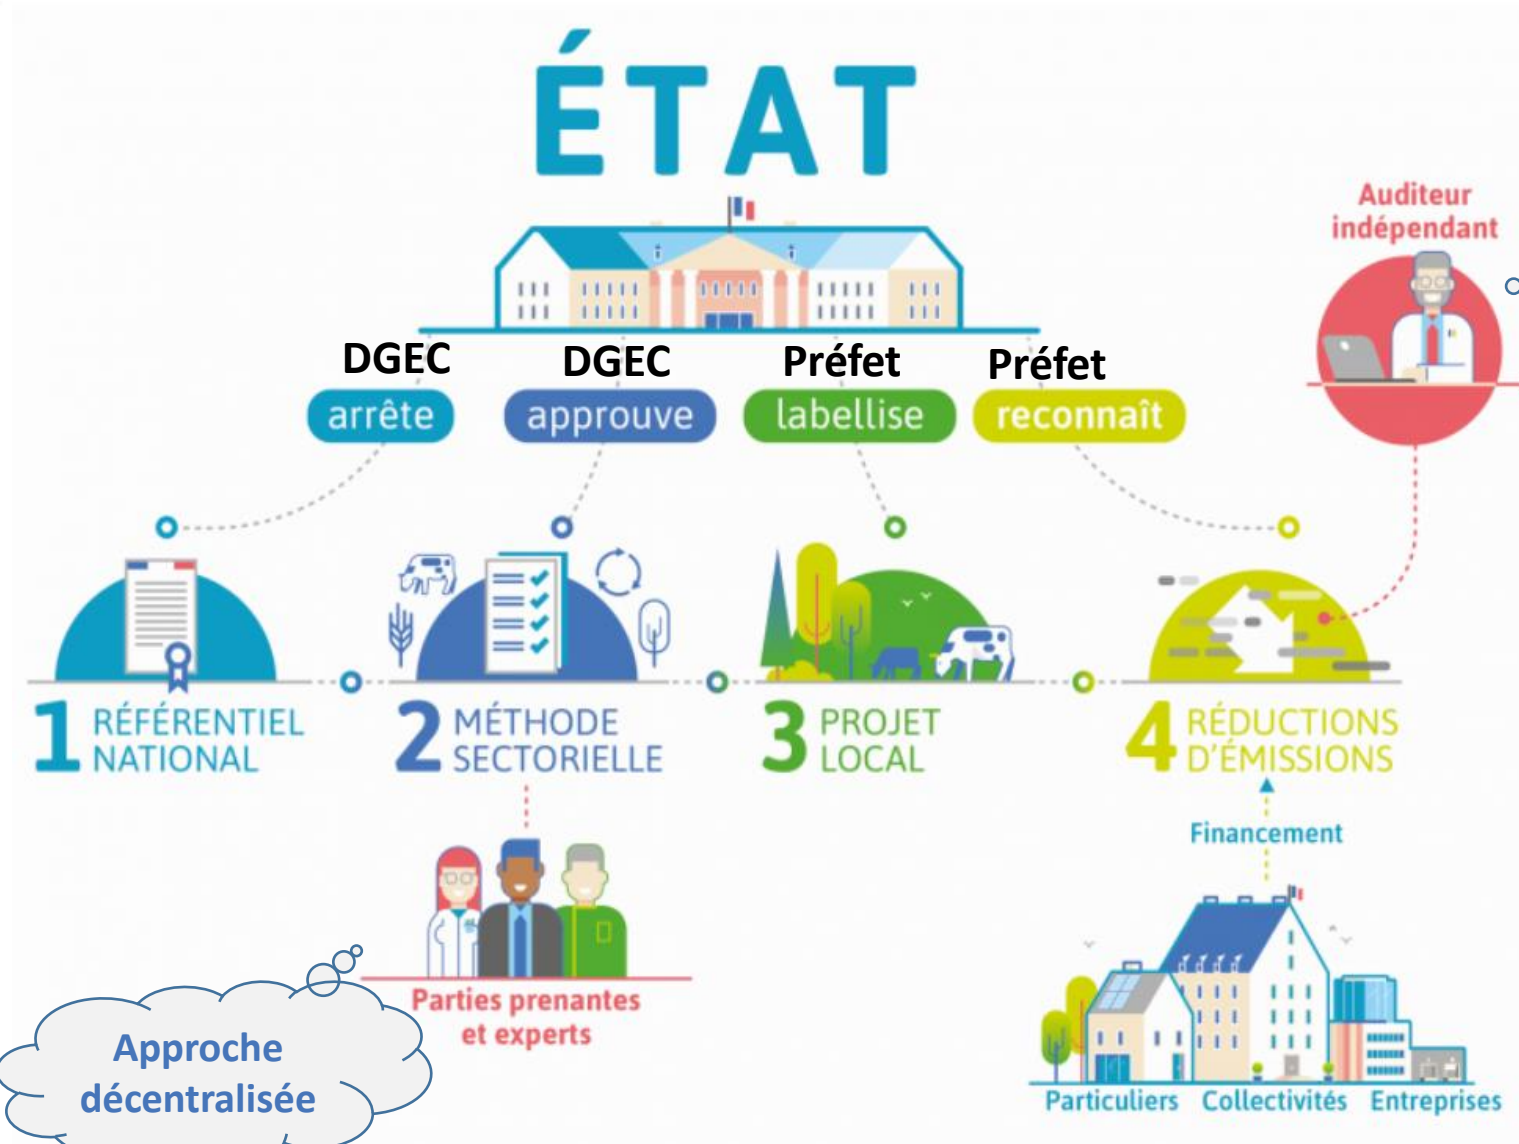 ÉTAT
Auditeur
indépendant
DGEC
DGEC
Préfet
Préfet
arrête
approuve
labellise
reconnaît
1 RÉFÉRENTIEL
NATIONAL
2 MÉTHODE
SECTORIELLE
3 PROJET
LOCAL
4 RÉDUCTIONS
D'ÉMISSIONS
Financement
Parties prenantes
et experts
Approche
décentralisée
Particuliers
Collectivités
Entreprises